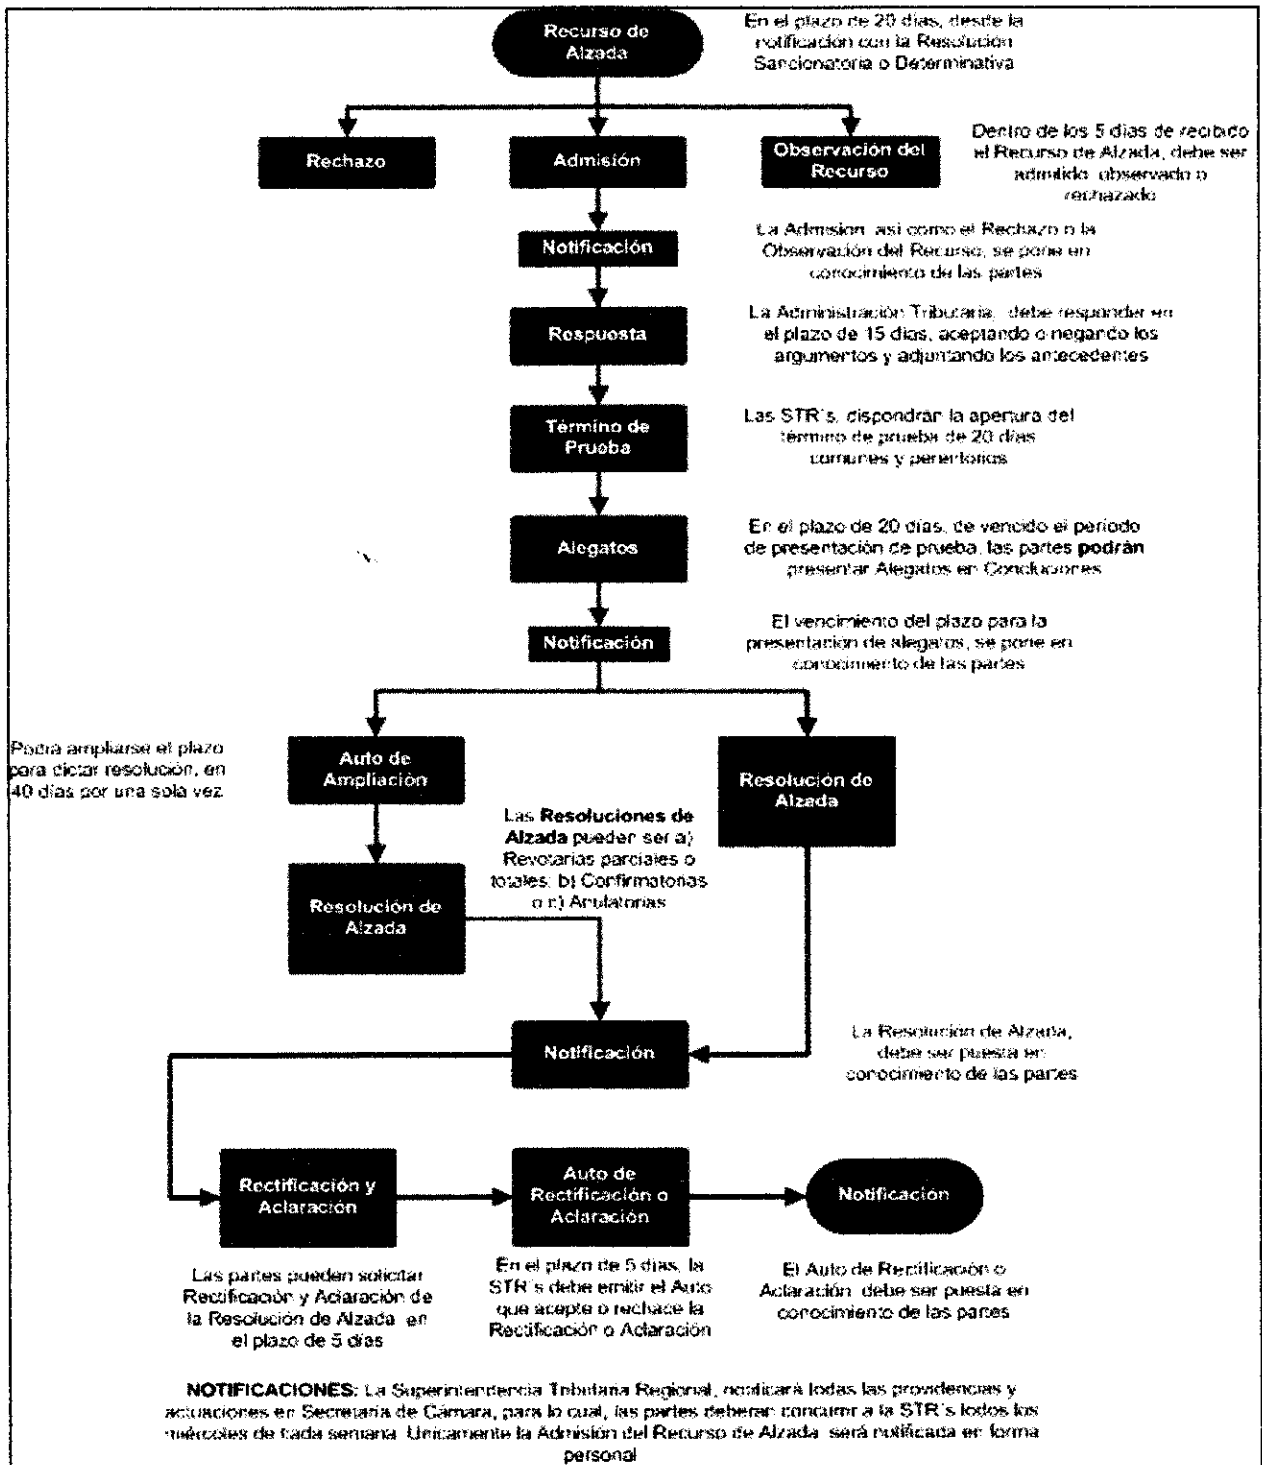 Recurso de
Alzada
En el plazo de 20 días, desde la
notificación con la Resolución
Sancionatoria o Determinativa
Rechazo
Admisión
Observación del
Recurso
Dentro de los 5 días de recibido
el Recurso de Alzada, debe ser
admitido observado o
rechazado
Notificación
La Admision así como el Rechazo o la
Observación del Recurso, se pone en
conocimiento de las partes
Respuesta
La Administración Tributaria, debe responder en
el plazo de 15 días, aceptando o negando los
argumentos y adjuntando los antecedentes
Término de
Prueba
Las STR's, dispondrán la apertura del
término de prueba de 20 días
comunes y perentorios
Alegatos
En el plazo de 20 días, de vencido el período
de presentación de prueba, las partes podrán
presentar Alegatos en Conclusiones
Notificación
El vencimiento del plazo para la
presentación de alegatos, se pone en
conocimiento de las partes
Podrá ampliarse el plazo
para dictar resolución, en
40 días por una sola vez
Auto de
Ampliación
Resolución de
Alzada
Las Resoluciones de
Alzada pueden ser a)
Revotarias parciales o
totales; b) Confirmatorias
o c) Anulatorias
Resolución de
Alzada
Notificación
La Resolución de Alzada,
debe ser puesta en
conocimiento de las partes
Rectificación y
Aclaración
Auto de
Rectificación o
Aclaración
Notificación
Las partes pueden solicitar
Rectificación y Aclaración de
la Resolución de Alzada en
el plazo de 5 días
En el plazo de 5 días, la
STR's debe emitir el Auto
que acepte o rechace la
Rectificación o Aclaración
El Auto de Rectificación o
Aclaración debe ser puesta en
conocimiento de las partes
NOTIFICACIONES: La Superintendencia Tributaria Regional, notificará todas las providencias y
actuaciones en Secretaría de Cámara, para lo cual, las partes deberán concurrir a la STR's todos los
miércoles de cada semana Unicamente la Admisión del Recurso de Alzada será notificada en forma
personal